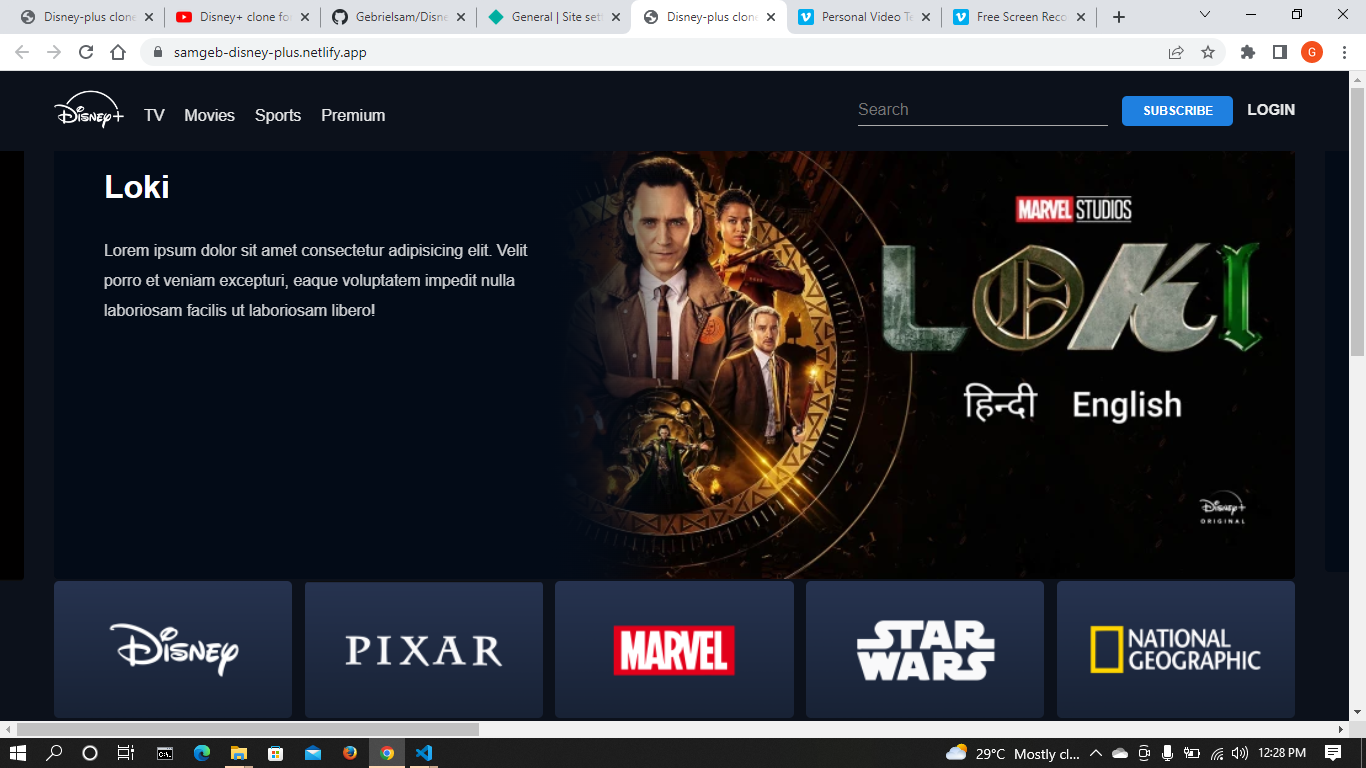 Disney-plus clone
Disney+ clone fo
Gebrielsam/Disne
General | Site set
Disney-plus clone
Personal Video Te
Free Screen Reco
samgeb-disney-plus.netlify.app
G
Disney+
TV
Movies
Sports
Premium
Search
SUBSCRIBE
LOGIN
Loki
Lorem ipsum dolor sit amet consectetur adipisicing elit. Velit
porro et veniam excepturi, eaque voluptatem impedit nulla
laboriosam facilis ut laboriosam libero!
MARVEL STUDIOS
LOKI
हिन्दी English
Disney+
ORIGINAL
Disney
PIXAR
MARVEL
STAR
WARS
NATIONAL
GEOGRAPHIC
29°C Mostly cl...
12:28 PM